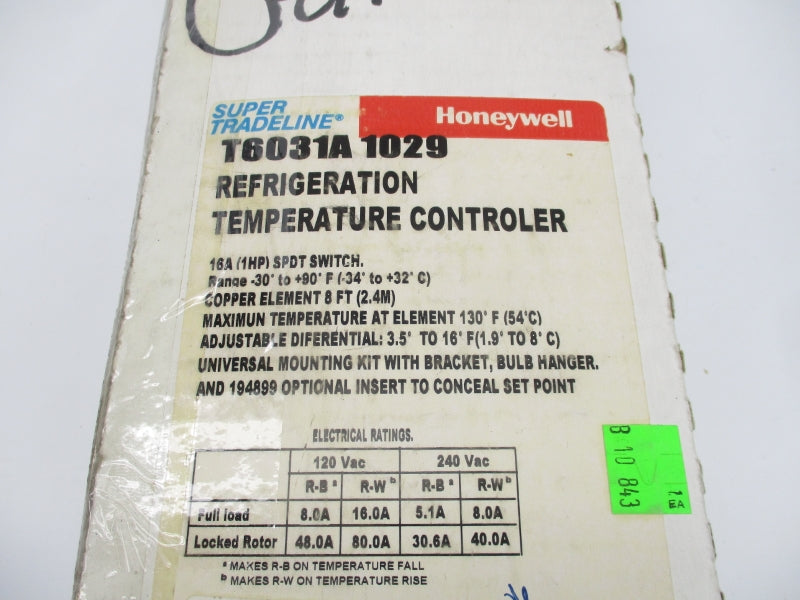 SUPER
TRADELINE®
Honeywell
T6031A 1029
REFRIGERATION
TEMPERATURE CONTROLER
16A (1HP) SPDT SWITCH.
Range -30° to +90° F (-34° to +32° C)
COPPER ELEMENT 8 FT (2.4M)
MAXIMUN TEMPERATURE AT ELEMENT 130° F (54°C)
ADJUSTABLE DIFERENTIAL: 3.5° TO 16° F(1.9° TO 8° C)
UNIVERSAL MOUNTING KIT WITH BRACKET, BULB HANGER.
AND 194899 OPTIONAL INSERT TO CONCEAL SET POINT
ELECTRICAL RATINGS.
120 Vac 240 Vac
R-B a R-W b R-B a R-W b
Full load 8.0A 16.0A 5.1A 8.0A
Locked Rotor 48.0A 80.0A 30.6A 40.0A
a MAKES R-B ON TEMPERATURE FALL
b MAKES R-W ON TEMPERATURE RISE
B 10 843
1
EA